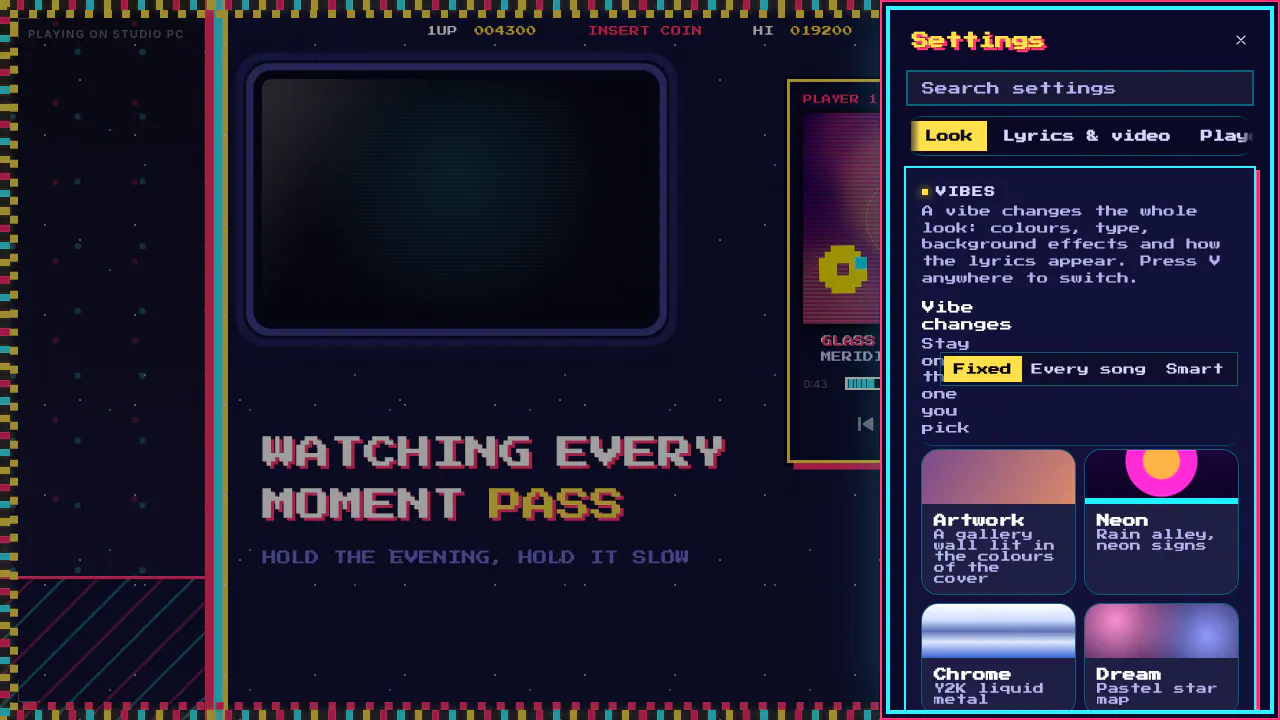 PLAYING ON STUDIO PC
1UP 004300 INSERT COIN HI 019200
PLAYER 1
GLASS
0:43
WATCHING EVERY
MOMENT PASS
HOLD THE EVENING, HOLD IT SLOW
Settings
×
Search settings
Look Lyrics & video
VIBES
A vibe changes the whole
look: colours, type,
background effects and how
the lyrics appear. Press V
anywhere to switch.
Vibe
changes
Stay
one
you
pick
Fixed Every song Smart
Artwork
A gallery
wall lit in
the colours
of the
cover
Neon
Rain alley,
neon signs
Chrome
Y2K liquid
metal
Dream
Pastel star
map